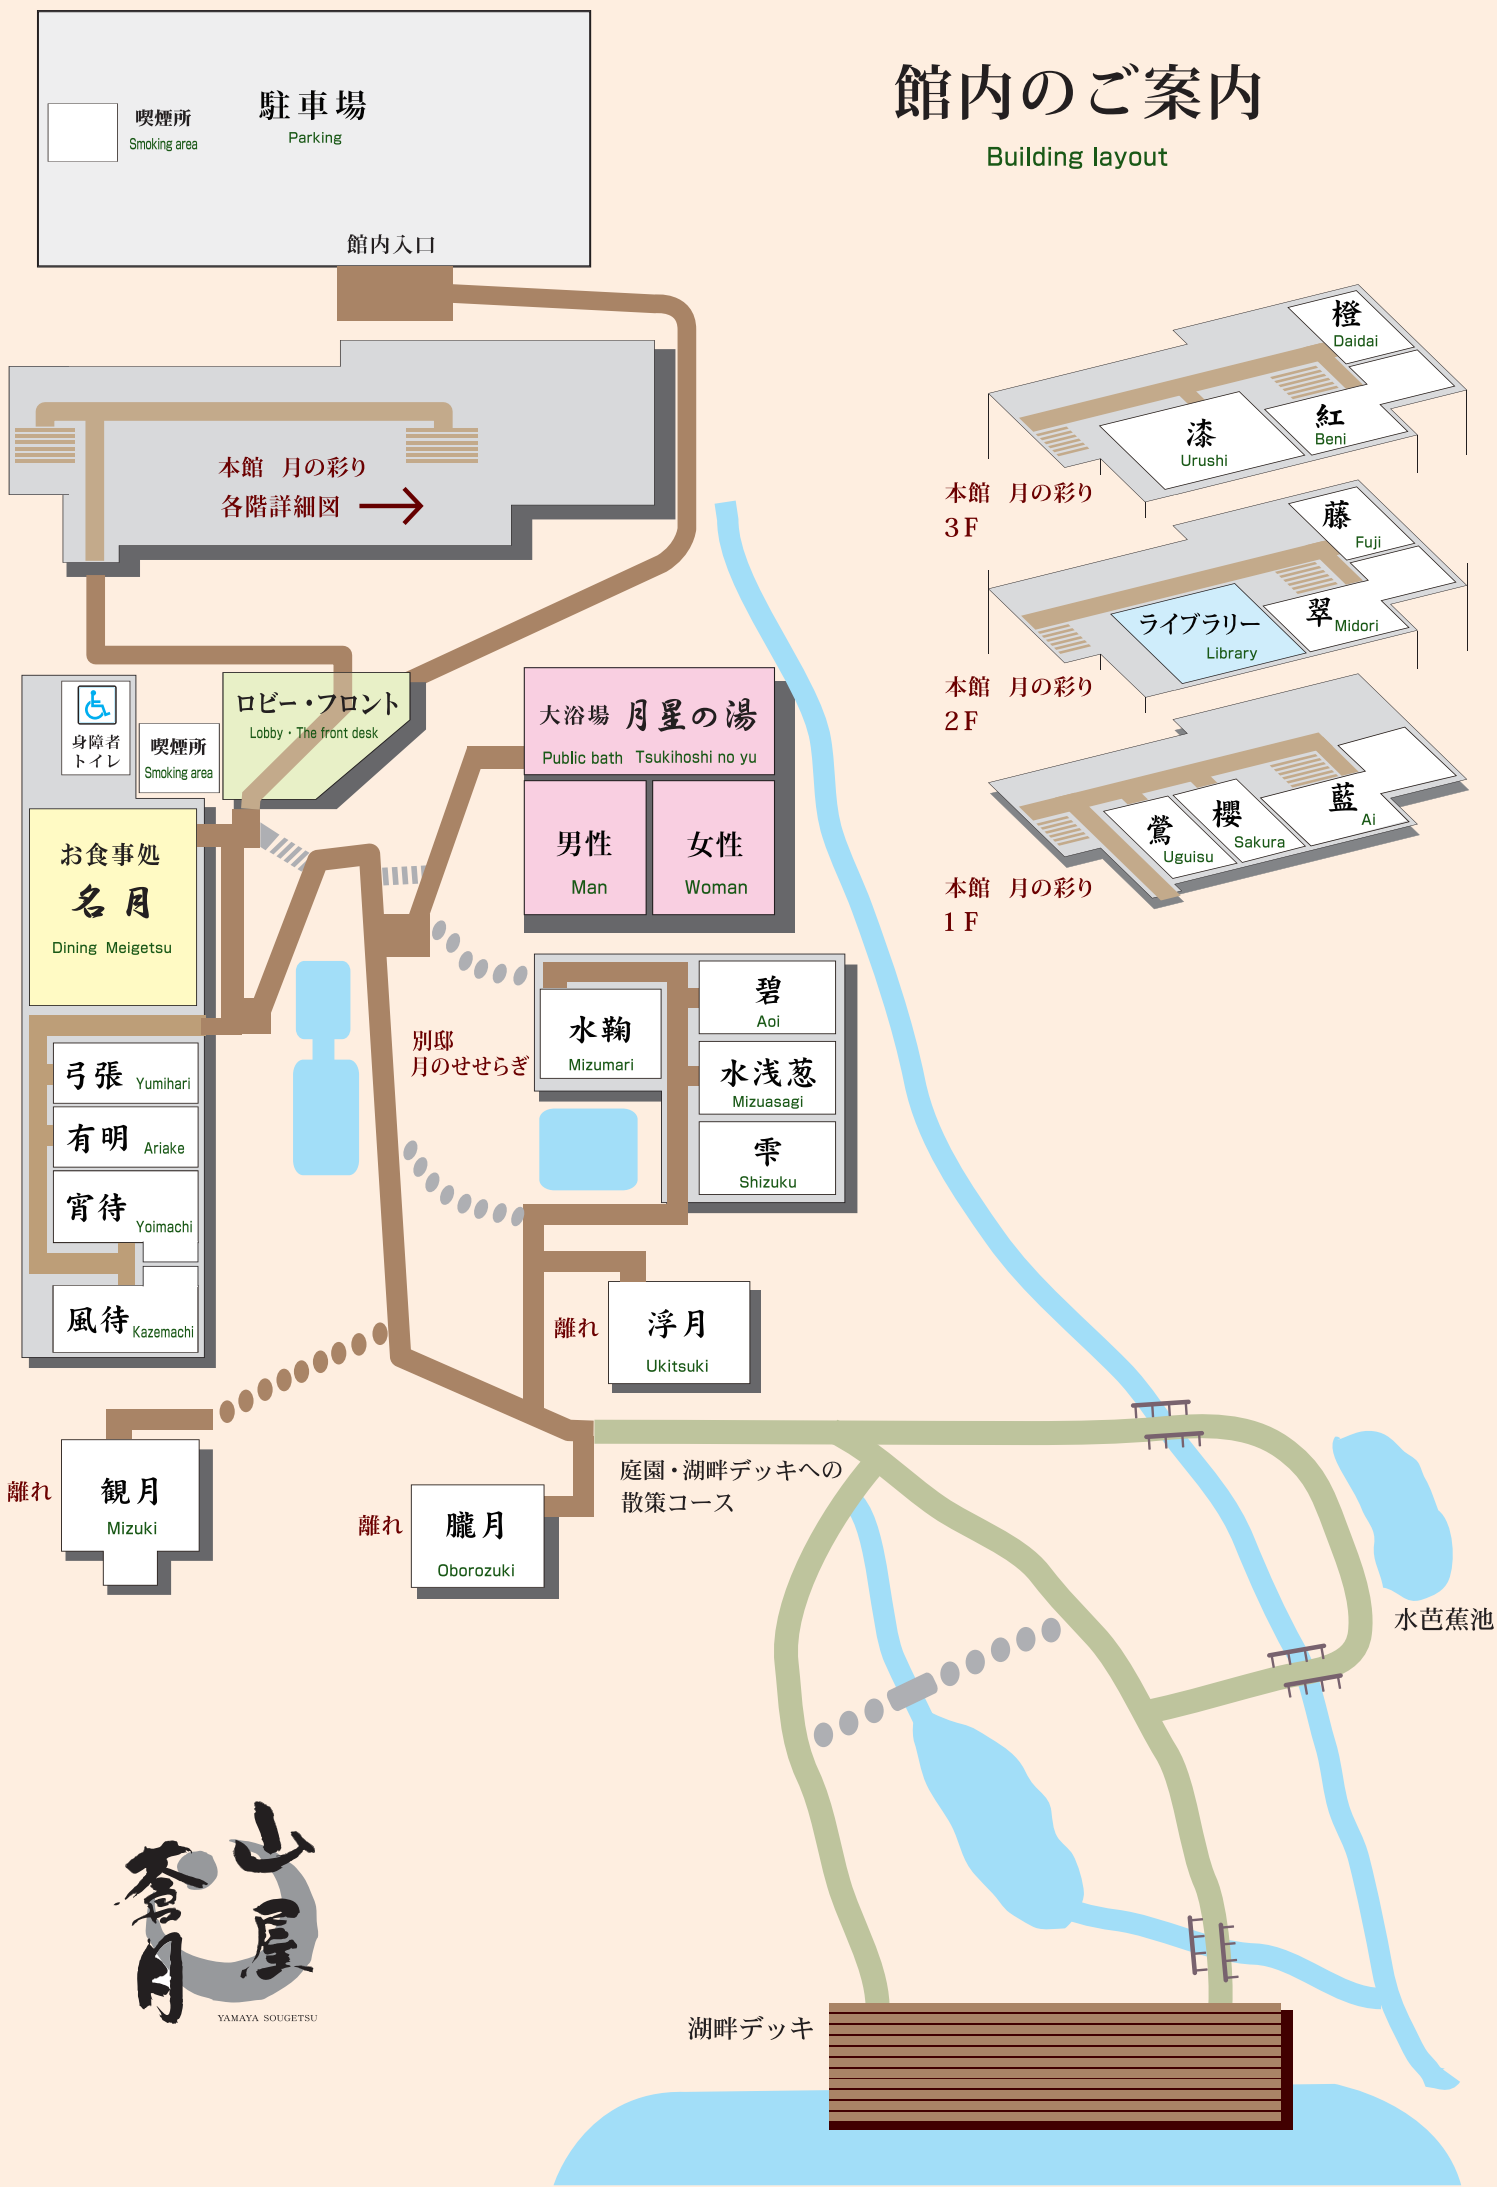 館内のご案内
Building layout
喫煙所
Smoking area
駐車場
Parking
館内入口
本館 月の彩り
各階詳細図
橙
Daidai
紅
Beni
漆
Urushi
本館 月の彩り
3F
藤
Fuji
翠
Midori
ライブラリー
Library
本館 月の彩り
2F
藍
Ai
櫻
Sakura
鶯
Uguisu
本館 月の彩り
1F
身障者
トイレ
喫煙所
Smoking area
ロビー・フロント
Lobby・The front desk
大浴場 月星の湯
Public bath Tsukihoshi no yu
男性
Man
女性
Woman
お食事処
名月
Dining Meigetsu
別邸
月のせせらぎ
水鞠
Mizumari
碧
Aoi
水浅葱
Mizuasagi
雫
Shizuku
弓張 Yumihari
有明 Ariake
宵待 Yoimachi
風待 Kazemachi
離れ
浮月
Ukitsuki
離れ
観月
Mizuki
離れ
朧月
Oborozuki
庭園・湖畔デッキへの
散策コース
水芭蕉池
湖畔デッキ
山屋
蒼月
YAMAYA SOUGETSU